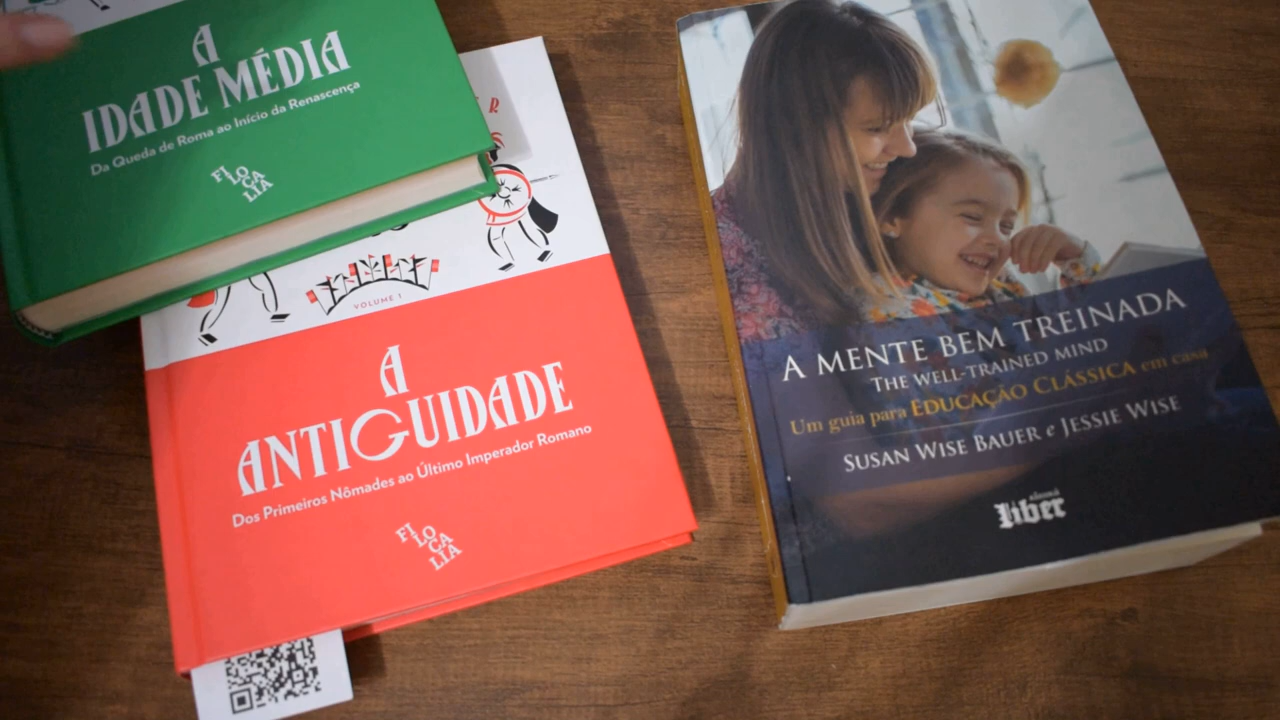 A
IDADE MÉDIA
Da Queda de Roma ao Início da Renascença
FI
LO
CA
LIA
VOLUME 1
A
ANTIGUIDADE
Dos Primeiros Nômades ao Último Imperador Romano
FI
LO
CA
LIA
A MENTE BEM TREINADA
THE WELL-TRAINED MIND
Um guia para EDUCAÇÃO CLÁSSICA em casa
SUSAN WISE BAUER e JESSIE WISE
klássiká
liber